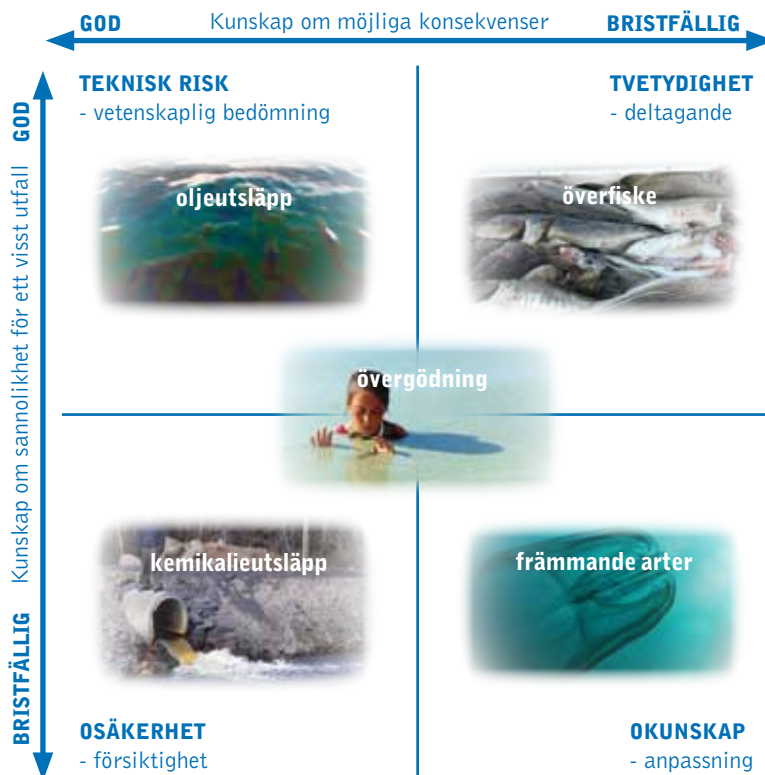 GOD Kunskap om möjliga konsekvenser BRISTFÄLLIG
GOD
Kunskap om sannolikhet för ett visst utfall
BRISTFÄLLIG
TEKNISK RISK
- vetenskaplig bedömning
TVETYDIGHET
- deltagande
oljeutsläpp
överfiske
övergödning
kemikalieutsläpp
främmande arter
OSÄKERHET
- försiktighet
OKUNSKAP
- anpassning